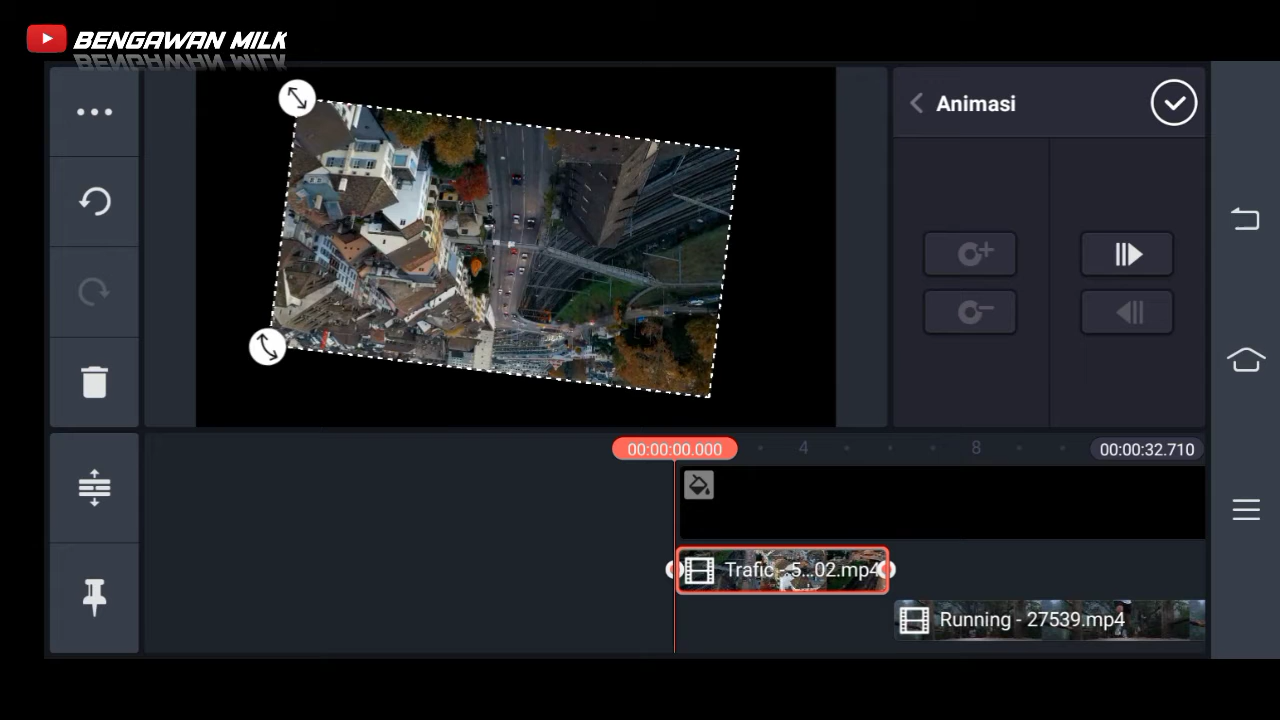 BENGAWAN MILK
Animasi
00:00:00.000
4
8
00:00:32.710
Trafic - 5...02.mp4
Running - 27539.mp4